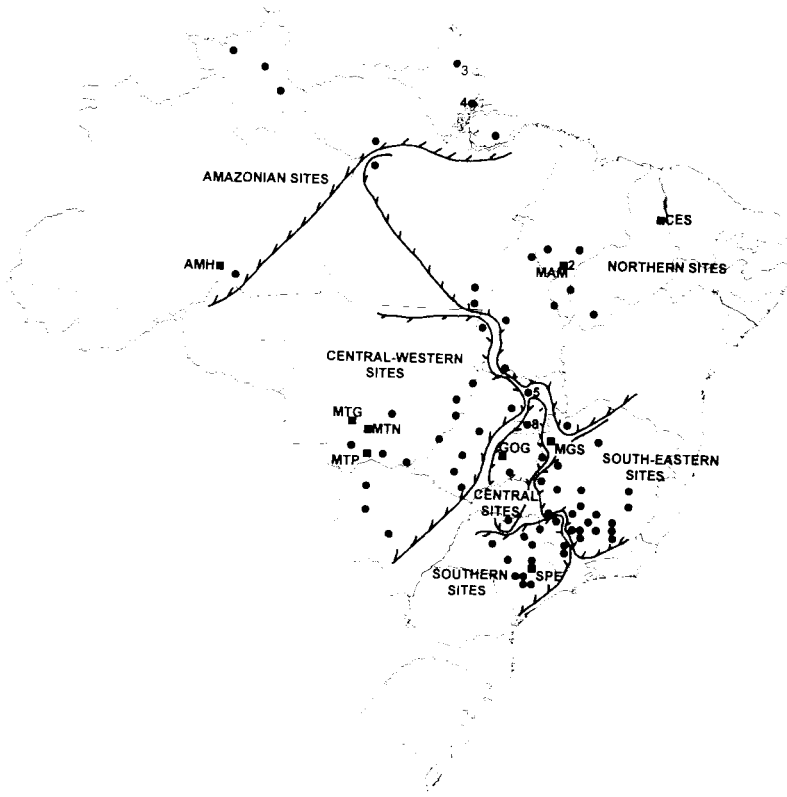 3
4
AMAZONIAN SITES
CES
AMH
2
MAM
NORTHERN SITES
CENTRAL-WESTERN
SITES
5
MTG
MTN
8
GOG
MGS
MTP
SOUTH-EASTERN
SITES
CENTRAL
SITES
SOUTHERN
SITES
SPE